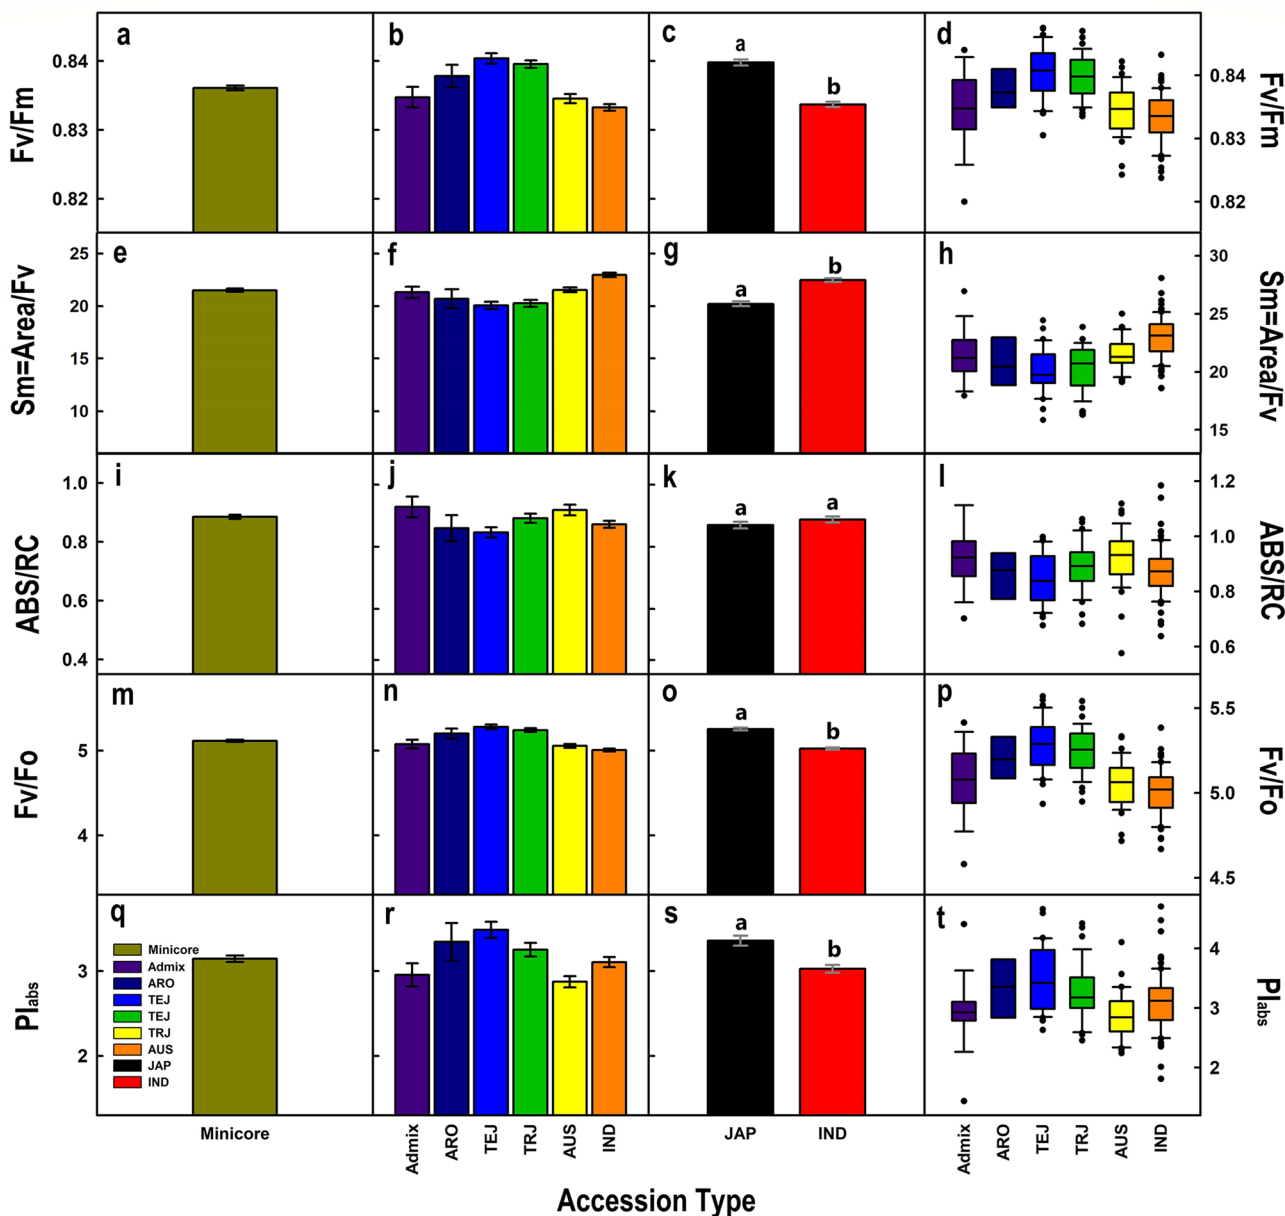 a
b
c
d
0.84
0.83
0.82
Fv/Fm
a
b
0.84
0.83
0.82
Fv/Fm
e
f
g
h
25
20
15
10
Sm=Area/Fv
a
b
30
25
20
15
Sm=Area/Fv
i
j
k
l
1.0
0.8
0.6
0.4
ABS/RC
a
a
1.2
1.0
0.8
0.6
ABS/RC
m
n
o
p
5
4
Fv/Fo
a
b
5.5
5.0
4.5
Fv/Fo
q
r
s
t
3
2
PIabs
Minicore
Admix
ARO
TEJ
TEJ
TRJ
AUS
JAP
IND
a
b
4
3
2
PIabs
Minicore
Admix
ARO
TEJ
TRJ
AUS
IND
JAP
IND
Admix
ARO
TEJ
TRJ
AUS
IND
Accession Type